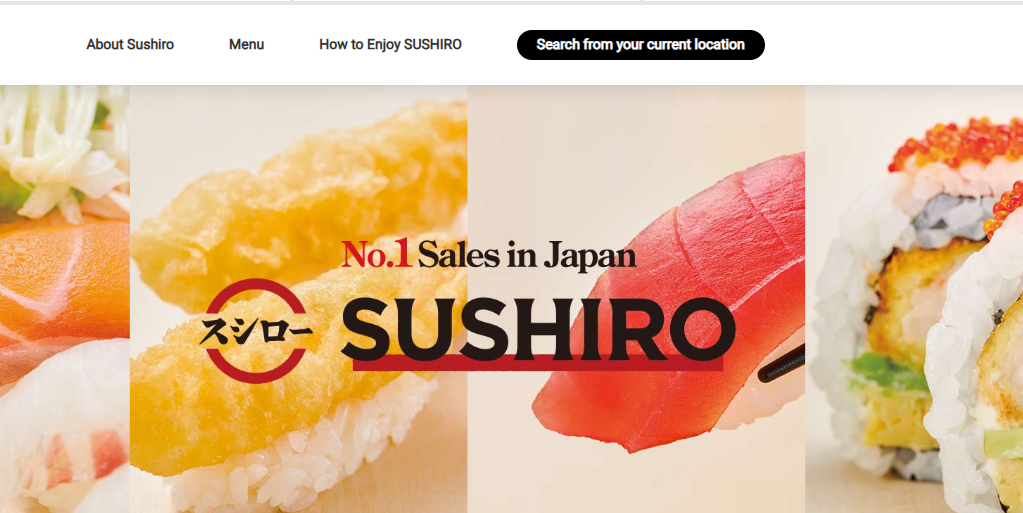 About Sushiro
Menu
How to Enjoy SUSHIRO
Search from your current location
No.1 Sales in Japan
スシロー
SUSHIRO